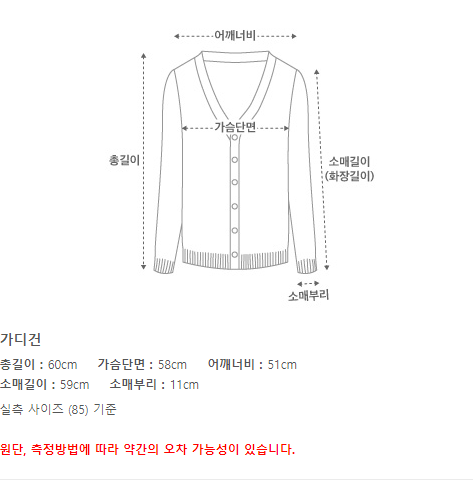 어깨너비
가슴단면
총길이
소매길이
(화장길이)
소매부리
가디건
총길이 : 60cm 가슴단면 : 58cm 어깨너비 : 51cm
소매길이 : 59cm 소매부리 : 11cm
실측 사이즈 (85) 기준
원단, 측정방법에 따라 약간의 오차 가능성이 있습니다.